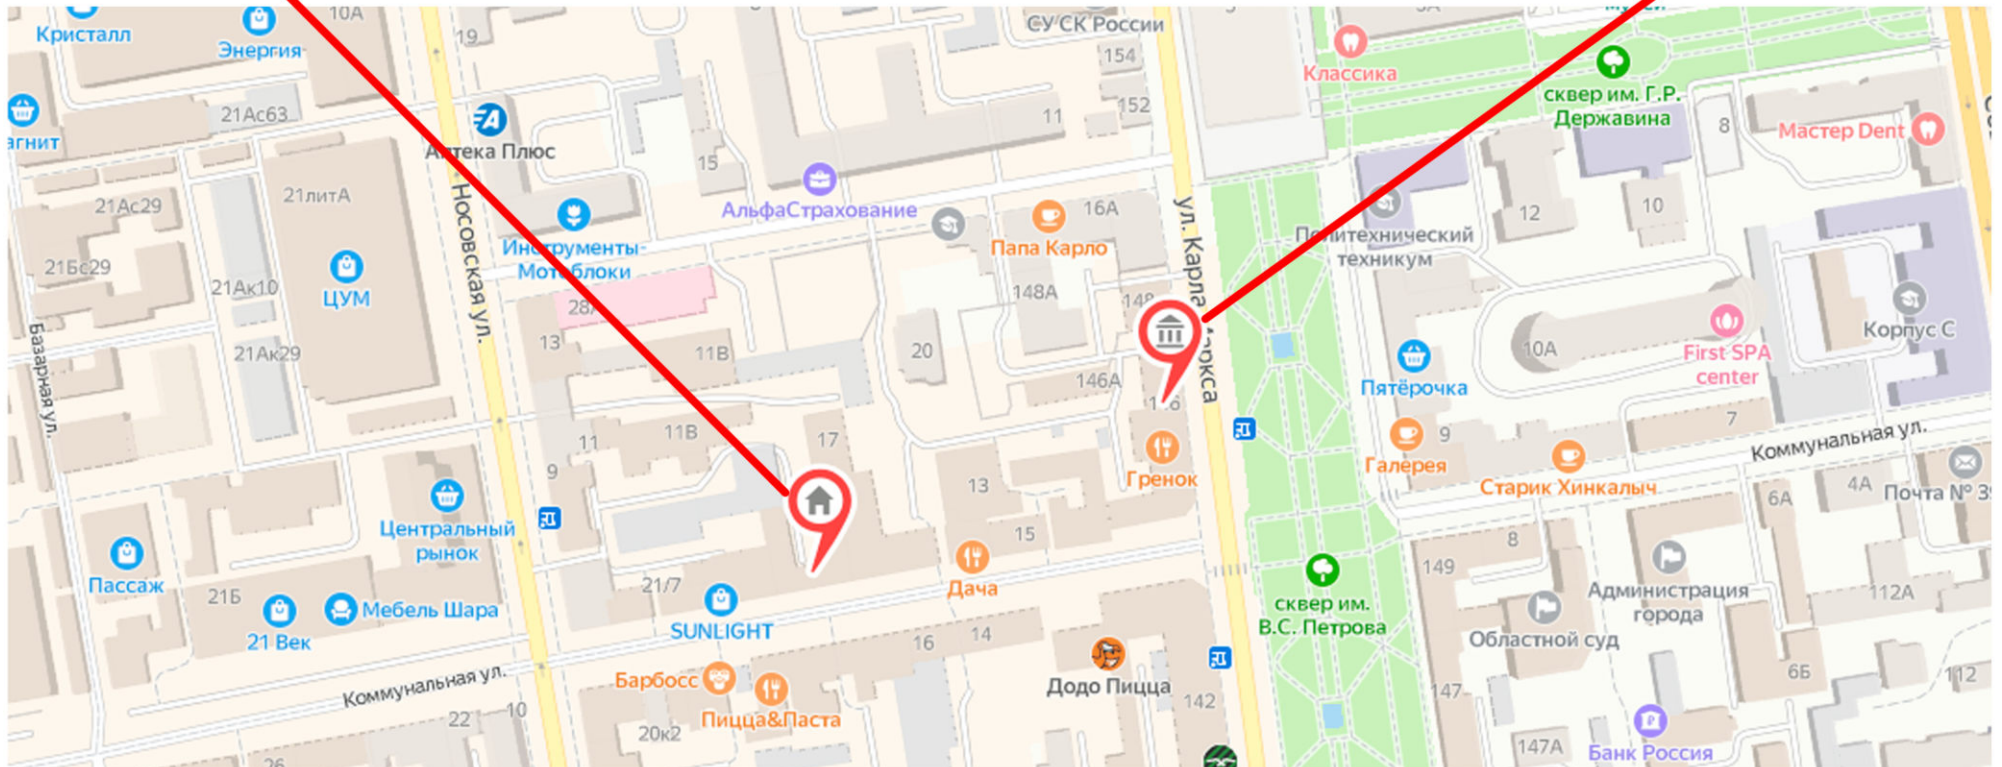 Кристалл
Энергия
10А
19
СУ СК России
154
152
11
Классика
сквер им. Г.Р.
Державина
8
Мастер Dent
агнит
21Ас63
Аптека Плюс
15
АльфаСтрахование
Папа Карло
16А
21литА
21Ас29
Носовская ул.
Инструменты-
Мотоблоки
ул. Карла Маркса
Политехнический
техникум
12
10
21Бс29
21Ак10
ЦУМ
28А
148А
148
Корпус С
Базарная ул.
21Ак29
13
11В
20
146А
146
10А
First SPA
center
Пятёрочка
11
11В
17
9
7
Коммунальная ул.
Гренок
Галерея
9
Старик Хинкалыч
13
6А
4А
Почта № 39
Центральный
рынок
15
8
149
Пассаж
21Б
21 Век
Мебель Шара
21/7
SUNLIGHT
Дача
сквер им.
В.С. Петрова
Администрация
города
Областной суд
112А
Коммунальная ул.
16
14
Барбосс
Пицца&Паста
Додо Пицца
142
147
6Б
112
22
10
20к2
26
147А
Банк Россия